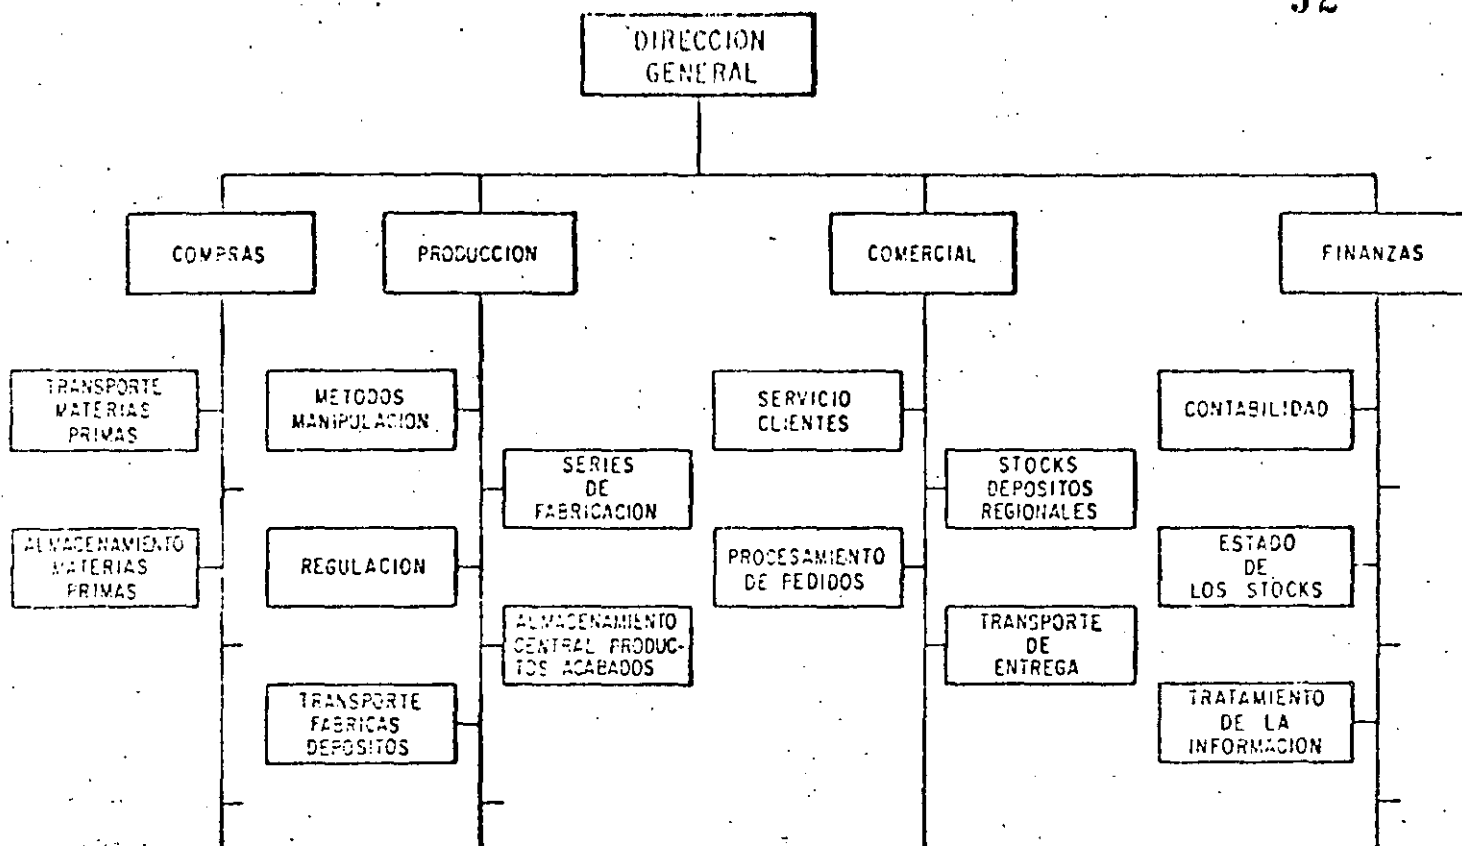 DIRECCION
GENERAL
COMPRAS
PRODUCCION
COMERCIAL
FINANZAS
TRANSPORTE
MATERIAS
PRIMAS
ALMACENAMIENTO
MATERIAS
PRIMAS
METODOS
MANIPULACION
SERIES
DE
FABRICACION
REGULACION
ALMACENAMIENTO
CENTRAL PRODUC-
TOS ACABADOS
TRANSPORTE
FABRICAS
DEPOSITOS
SERVICIO
CLIENTES
STOCKS
DEPOSITOS
REGIONALES
PROCESAMIENTO
DE PEDIDOS
TRANSPORTE
DE
ENTREGA
CONTABILIDAD
ESTADO
DE
LOS STOCKS
TRATAMIENTO
DE LA
INFORMACION